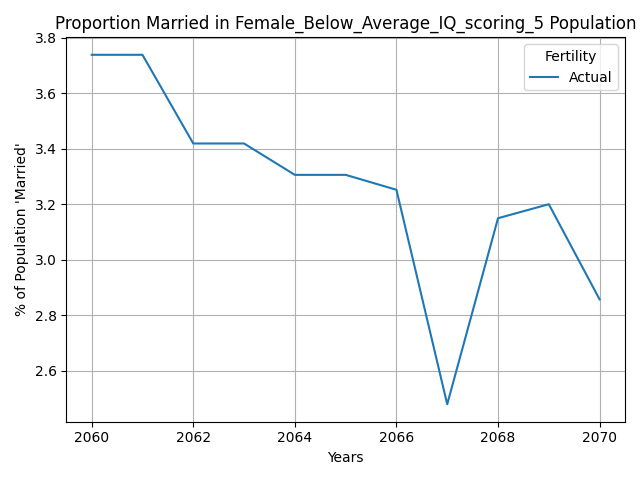 Proportion Married in Female_Below_Average_IQ_scoring_5 Population
3.8
3.6
3.4
3.2
3.0
2.8
2.6
% of Population 'Married'
Fertility
Actual
2060
2062
2064
2066
2068
2070
Years